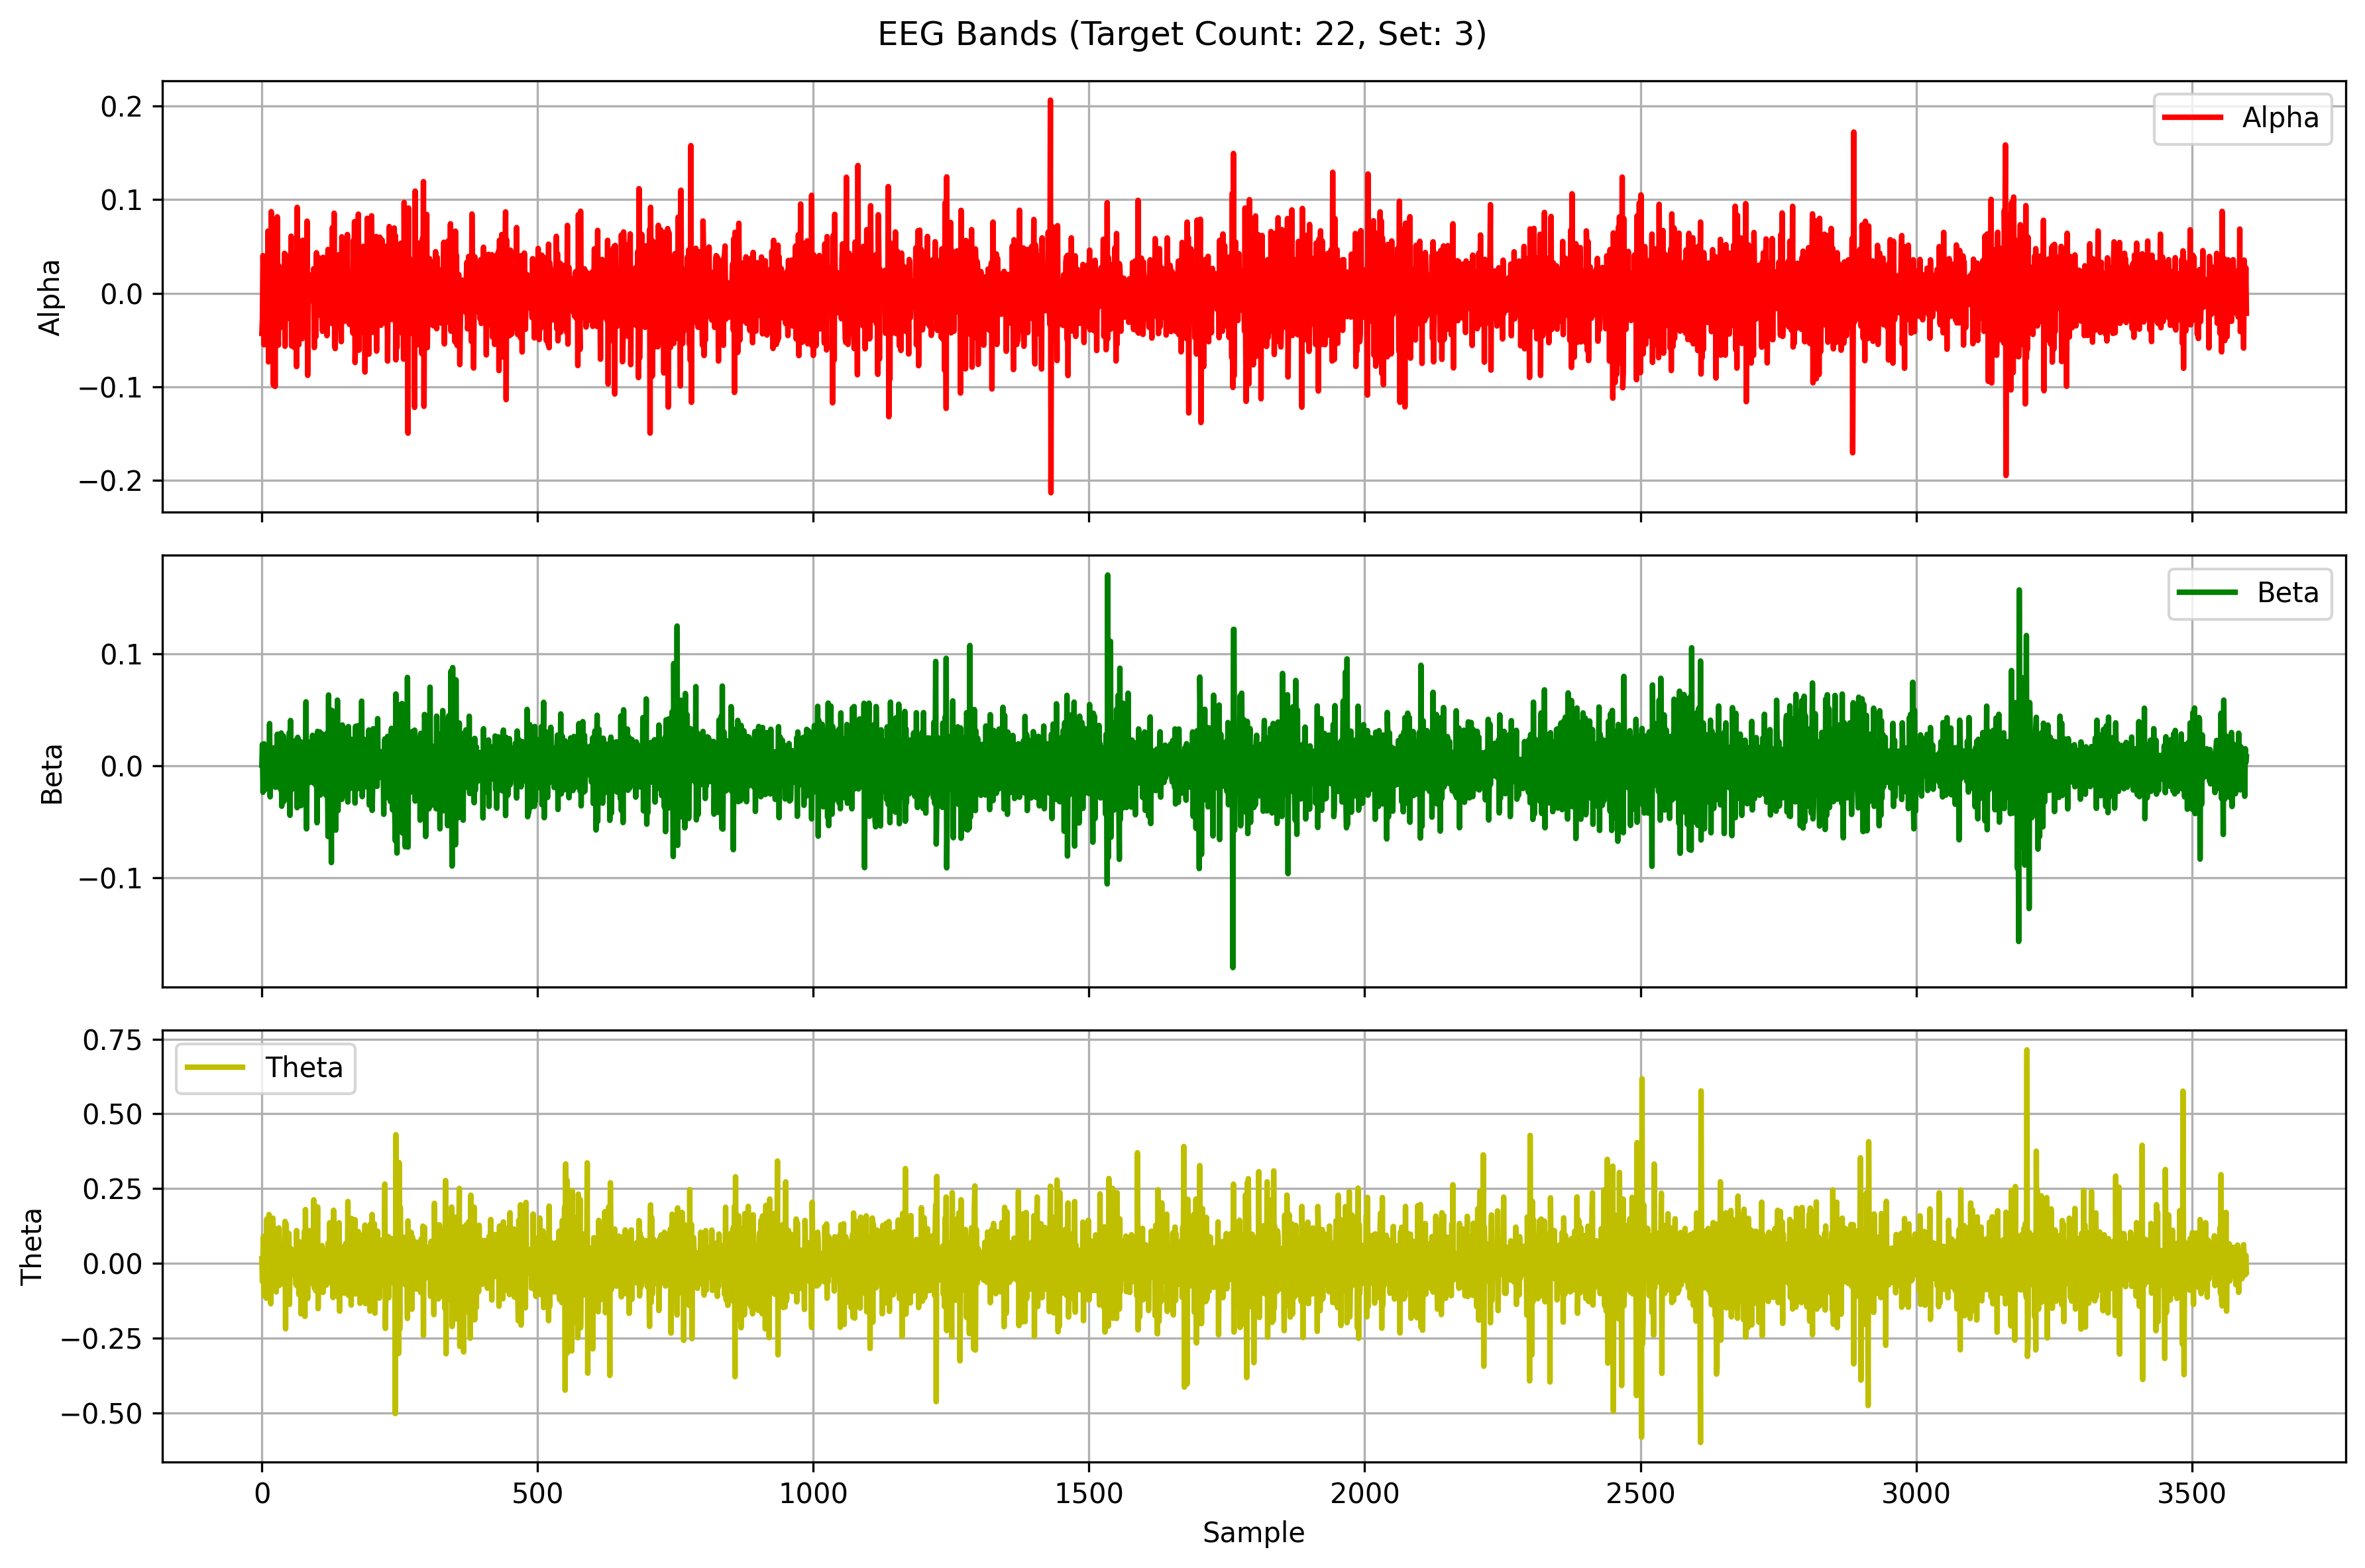 EEG Bands (Target Count: 22, Set: 3)
Alpha
0.2
0.1
0.0
−0.1
−0.2
Alpha
Beta
0.1
0.0
−0.1
Beta
Theta
0.75
0.50
0.25
0.00
−0.25
−0.50
Theta
0 500 1000 1500 2000 2500 3000 3500
Sample